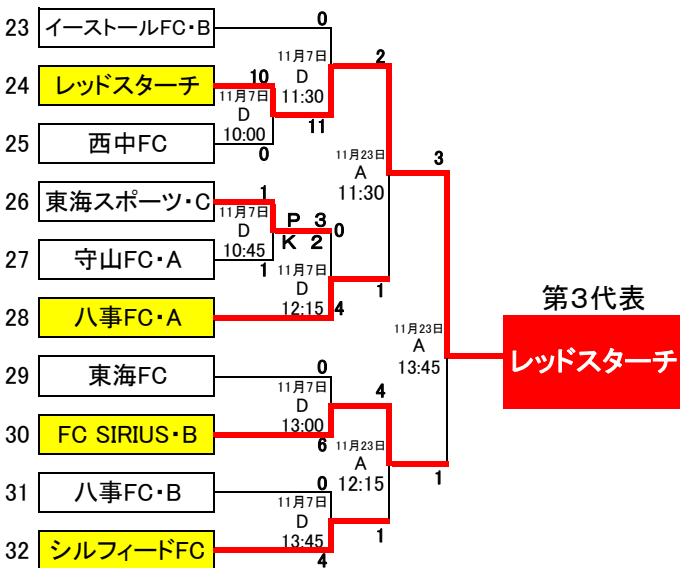 23 イーストールFC・B
0
11月7日
D
11:30
2
24 レッドスターチ
10
11月7日
D
10:00
11
25 西中FC
0
11月23日
A
11:30
3
26 東海スポーツ・C
1
11月7日
D
10:45
P 3
K 2
0
27 守山FC・A
1
11月7日
D
12:15
4
1
28 八事FC・A
第3代表
レッドスターチ
11月23日
A
13:45
29 東海FC
0
11月7日
D
13:00
4
30 FC SIRIUS・B
6
11月23日
A
12:15
1
31 八事FC・B
0
11月7日
D
13:45
1
32 シルフィードFC
4